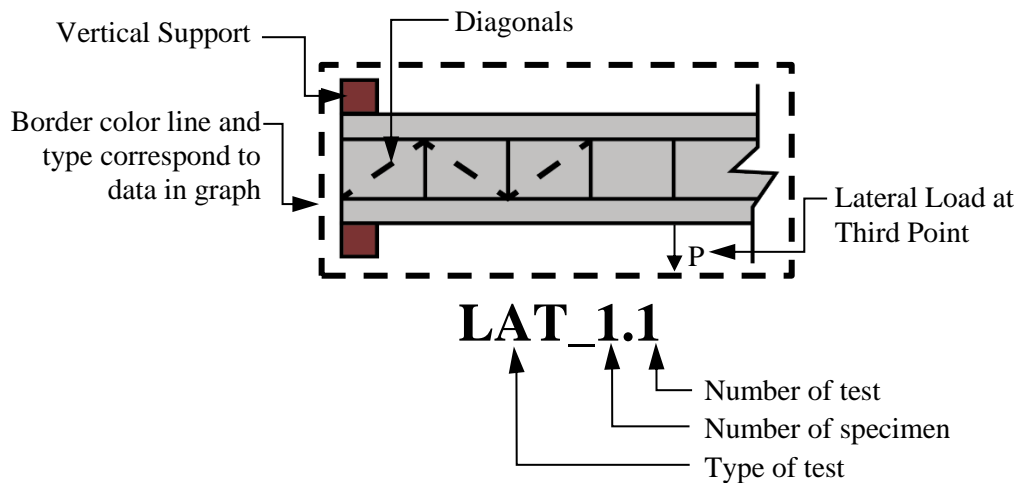 Diagonals
Vertical Support
Border color line and
type correspond to
data in graph
Lateral Load at
Third Point
P
LAT_1.1
Number of test
Number of specimen
Type of test